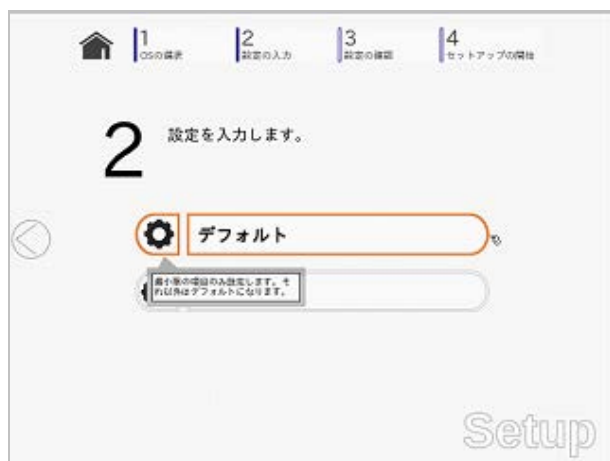 1
OSの選択
2
設定の入力
3
設定の確認
4
セットアップの開始
2
設定を入力します。
デフォルト
最小限の項目のみ設定します。そ
れ以外はデフォルトになります。
Setup